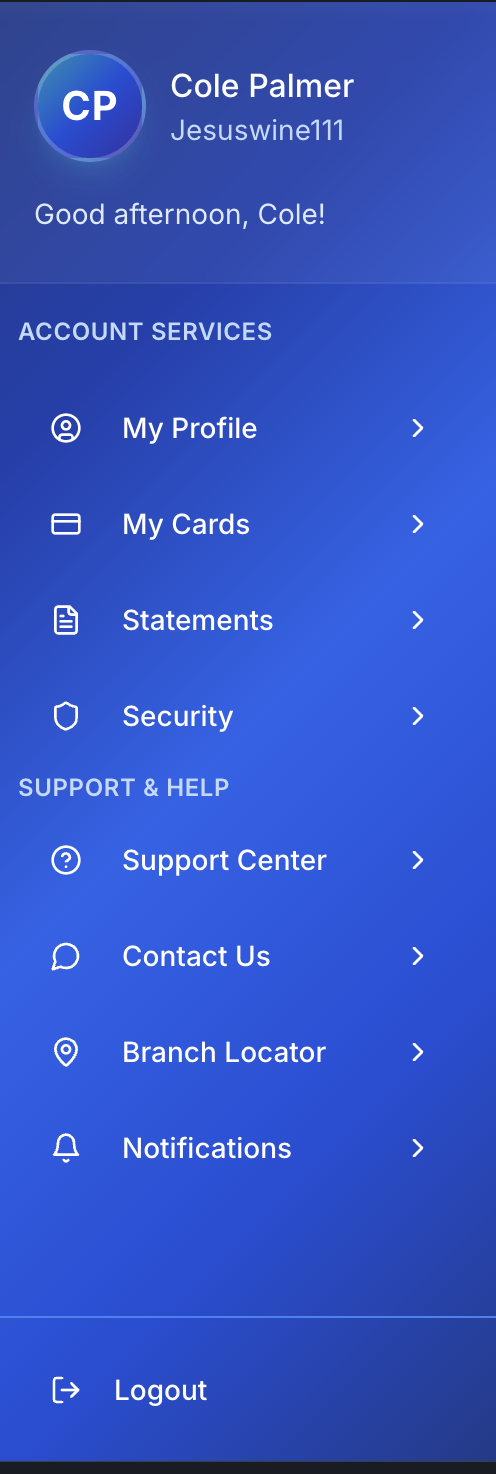 CP
Cole Palmer
Jesuswine111
Good afternoon, Cole!
ACCOUNT SERVICES
My Profile
My Cards
Statements
Security
SUPPORT & HELP
Support Center
Contact Us
Branch Locator
Notifications
Logout